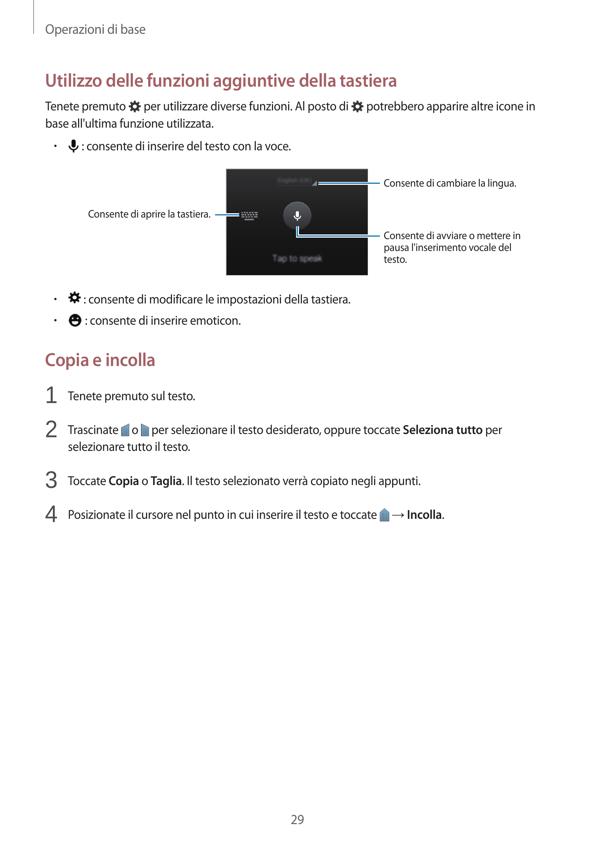 Operazioni di base
Utilizzo delle funzioni aggiuntive della tastiera
Tenete premuto per utilizzare diverse funzioni. Al posto di potrebbero apparire altre icone in
base all'ultima funzione utilizzata.
• : consente di inserire del testo con la voce.
Consente di cambiare la lingua.
Consente di aprire la tastiera.
Consente di avviare o mettere in
pausa l'inserimento vocale del
testo.
Tap to speak
• : consente di modificare le impostazioni della tastiera.
• : consente di inserire emoticon.
Copia e incolla
1 Tenete premuto sul testo.
2 Trascinate o per selezionare il testo desiderato, oppure toccate Seleziona tutto per
selezionare tutto il testo.
3 Toccate Copia o Taglia. Il testo selezionato verrà copiato negli appunti.
4 Posizionate il cursore nel punto in cui inserire il testo e toccate → Incolla.
29